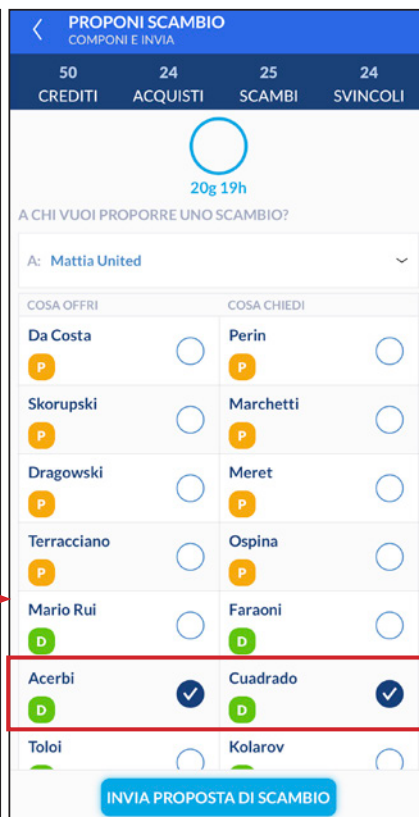 PROPONI SCAMBIO
COMPONI E INVIA
50 24 25 24
CREDITI ACQUISTI SCAMBI SVINCOLI
20g 19h
A CHI VUOI PROPORRE UNO SCAMBIO?
A: Mattia United
COSA OFFRI COSA CHIEDI
Da Costa Perin
P P
Skorupski Marchetti
P P
Dragowski Meret
P P
Terracciano Ospina
P P
Mario Rui Faraoni
D D
Acerbi Cuadrado
D D
Toloi Kolarov
INVIA PROPOSTA DI SCAMBIO